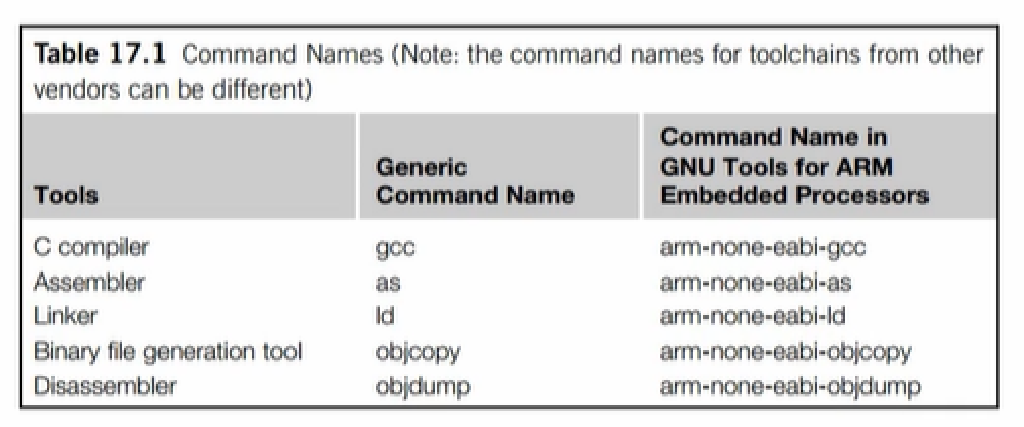 Table 17.1 Command Names (Note: the command names for toolchains from other
vendors can be different)
Tools
Generic
Command Name
Command Name in
GNU Tools for ARM
Embedded Processors
C compiler gcc arm-none-eabi-gcc
Assembler as arm-none-eabi-as
Linker ld arm-none-eabi-ld
Binary file generation tool objcopy arm-none-eabi-objcopy
Disassembler objdump arm-none-eabi-objdump